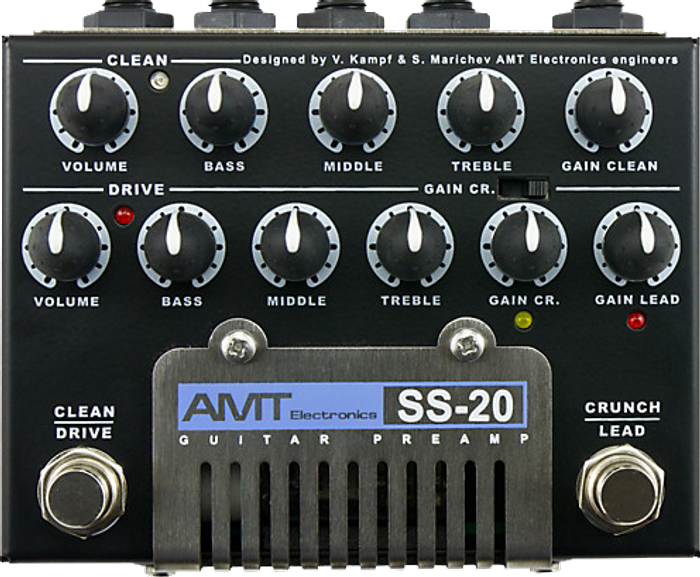 CLEAN Designed by V. Kampf & S. Marichev AMT Electronics engineers
VOLUME BASS MIDDLE TREBLE GAIN CLEAN
DRIVE GAIN CR.
VOLUME BASS MIDDLE TREBLE GAIN CR. GAIN LEAD
AMT Electronics SS-20
GUITAR PREAMP
CLEAN
DRIVE
CRUNCH
LEAD